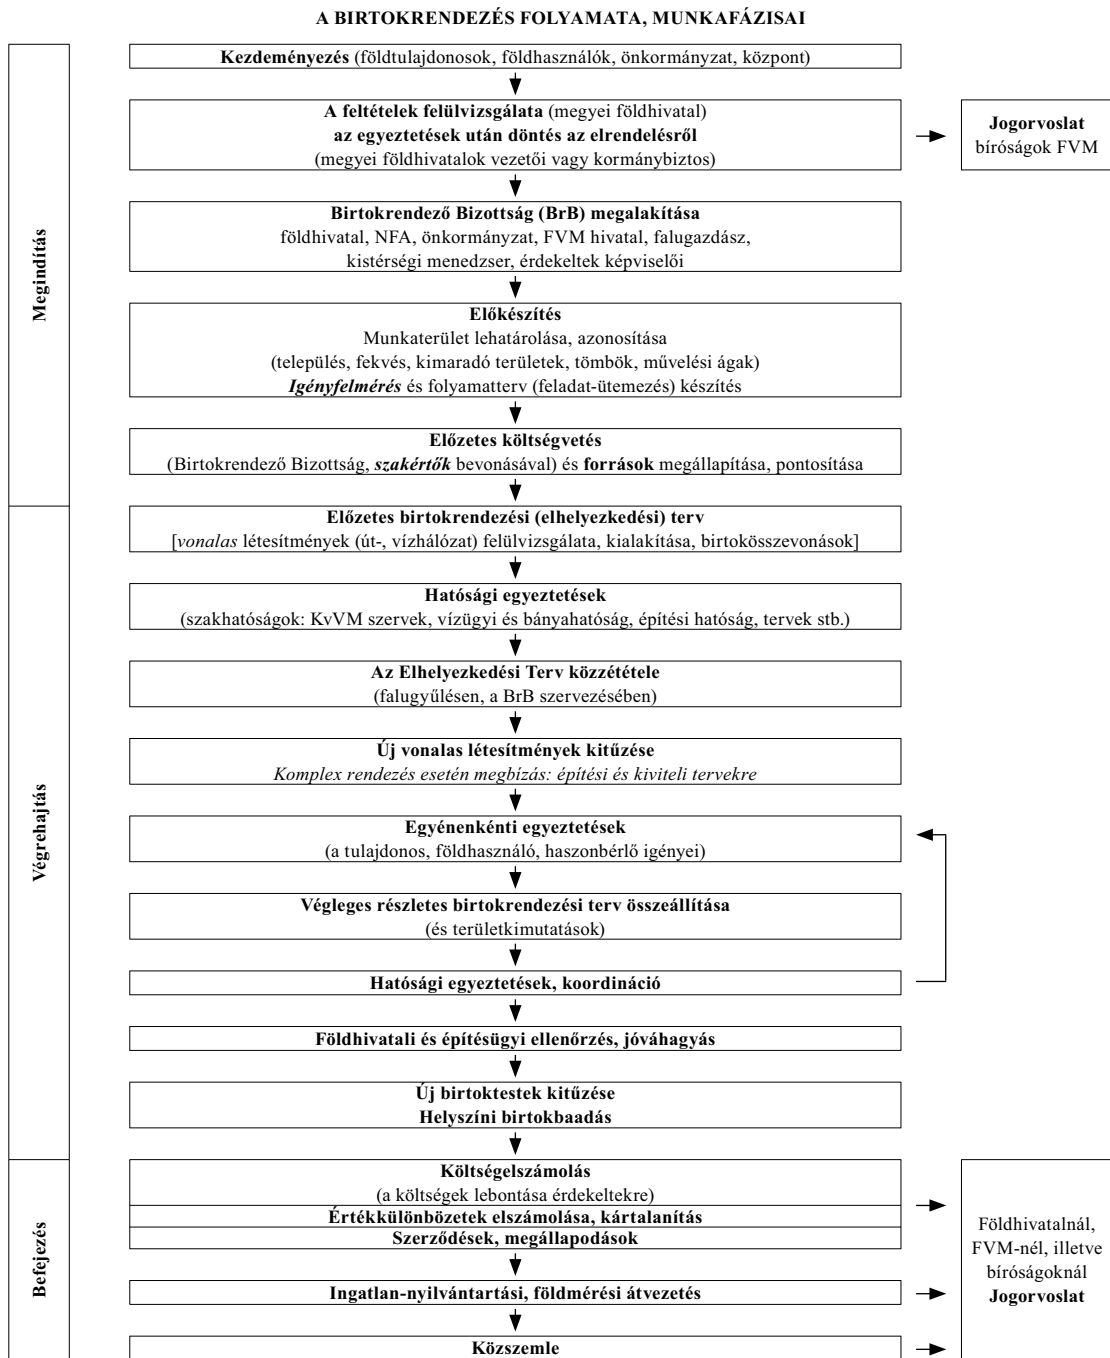 A BIRTOKRENDEZÉS FOLYAMATA, MUNKAFÁZISAI
Megindítás
Kezdeményezés (földtulajdonosok, földhasználók, önkormányzat, központ)
A feltételek felülvizsgálata (megyei földhivatal)
az egyeztetések után döntés az elrendelésről
(megyei földhivatalok vezetői vagy kormánybiztos)
Jogorvoslat
bíróságok FVM
Birtokrendező Bizottság (BrB) megalakítása
földhivatal, NFA, önkormányzat, FVM hivatal, falugazdász,
kistérségi menedzser, érdekeltek képviselői
Előkészítés
Munkaterület lehatárolása, azonosítása
(település, fekvés, kimaradó területek, tömbök, művelési ágak)
Igényfelmérés és folyamatterv (feladat-ütemezés) készítés
Előzetes költségvetés
(Birtokrendező Bizottság, szakértők bevonásával) és források megállapítása, pontosítása
Végrehajtás
Előzetes birtokrendezési (elhelyezkedési) terv
[vonalas létesítmények (út-, vízhálózat) felülvizsgálata, kialakítása, birtokösszevonások]
Hatósági egyeztetések
(szakhatóságok: KvVM szervek, vízügyi és bányahatóság, építési hatóság, tervek stb.)
Az Elhelyezkedési Terv közzététele
(falugyűlésen, a BrB szervezésében)
Új vonalas létesítmények kitűzése
Komplex rendezés esetén megbízás: építési és kiviteli tervekre
Egyénenkénti egyeztetések
(a tulajdonos, földhasználó, haszonbérlő igényei)
Végleges részletes birtokrendezési terv összeállítása
(és területkimutatások)
Hatósági egyeztetések, koordináció
Földhivatali és építésügyi ellenőrzés, jóváhagyás
Új birtoktestek kitűzése
Helyszíni birtokbaadás
Befejezés
Költségelszámolás
(a költségek lebontása érdekeltekre)
Értékkülönbözetek elszámolása, kártalanítás
Szerződések, megállapodások
Ingatlan-nyilvántartási, földmérési átvezetés
Közszemle
Földhivatalnál,
FVM-nél, illetve
bíróságoknál
Jogorvoslat